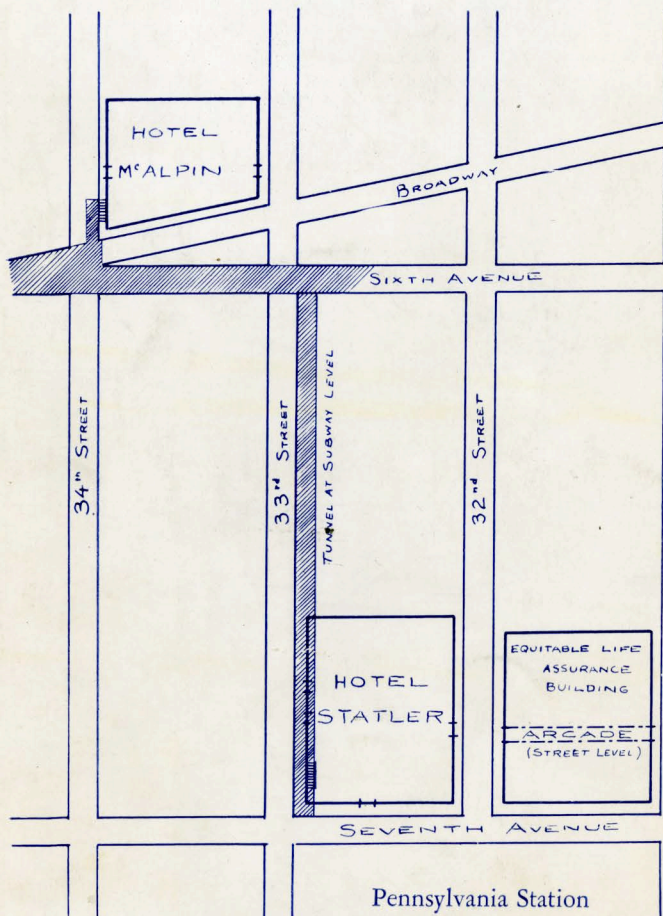 HOTEL
McALPIN
BROADWAY
SIXTH AVENUE
34th STREET
33rd STREET
TUNNEL AT SUBWAY LEVEL
32nd STREET
HOTEL
STATLER
EQUITABLE LIFE
ASSURANCE
BUILDING
ARCADE
(STREET LEVEL)
SEVENTH AVENUE
Pennsylvania Station